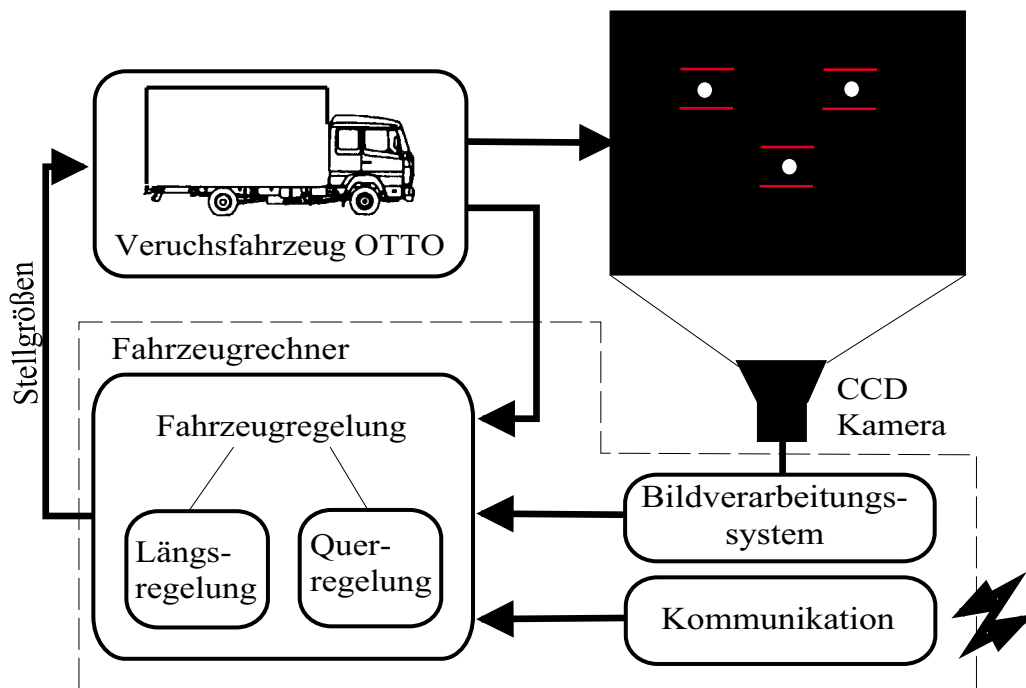 Veruchsfahrzeug OTTO
Stellgrößen
Fahrzeugrechner
Fahrzeugregelung
Längs-
regelung
Quer-
regelung
CCD
Kamera
Bildverarbeitungs-
system
Kommunikation